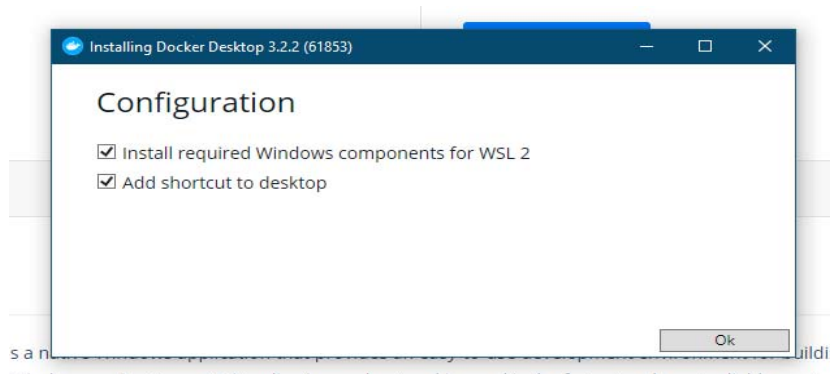 Installing Docker Desktop 3.2.2 (61853)
Configuration
Install required Windows components for WSL 2
Add shortcut to desktop
Ok
s a